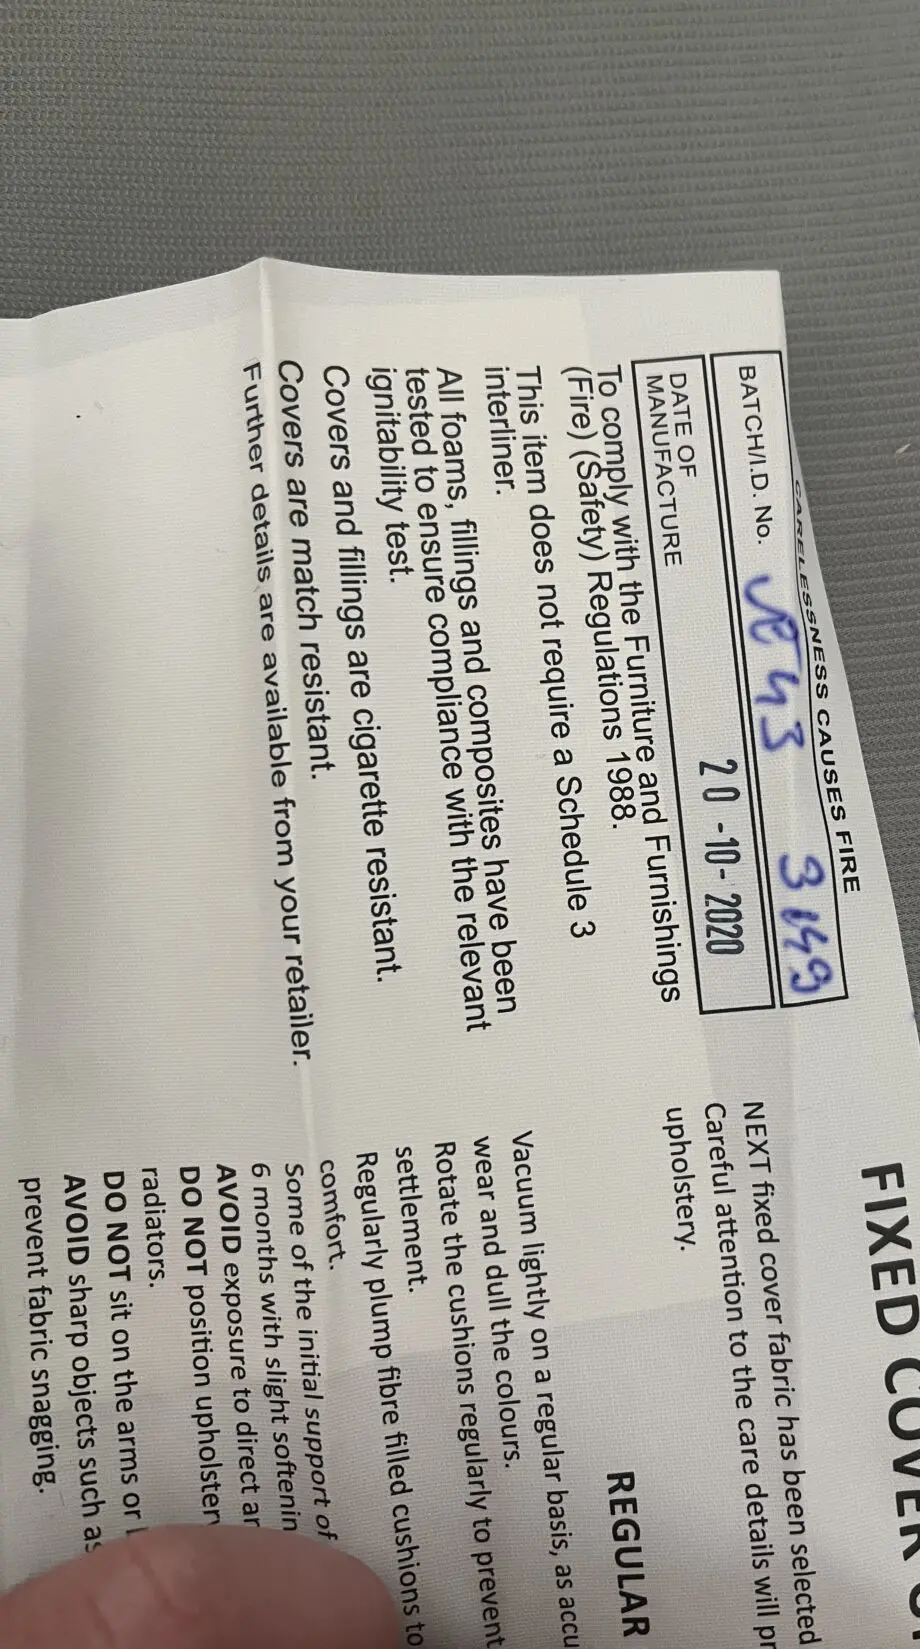 CARELESSNESS CAUSES FIRE
BATCH/I.D. No. 43 3149
DATE OF
MANUFACTURE 20-10-2020
To comply with the Furniture and Furnishings
(Fire) (Safety) Regulations 1988.
This item does not require a Schedule 3
interliner.
All foams, fillings and composites have been
tested to ensure compliance with the relevant
ignitability test.
Covers and fillings are cigarette resistant.
Covers are match resistant.
Further details are available from your retailer.
FIXED COVER
NEXT fixed cover fabric has been selected
Careful attention to the care details will pr
upholstery.
REGULAR
Vacuum lightly on a regular basis, as accu
wear and dull the colours.
Rotate the cushions regularly to prevent
settlement.
Regularly plump fibre filled cushions to
comfort.
Some of the initial support of
6 months with slight softenin
AVOID exposure to direct
DO NOT position upholster
radiators.
DO NOT sit on the arms or
AVOID sharp objects such as
prevent fabric snagging.